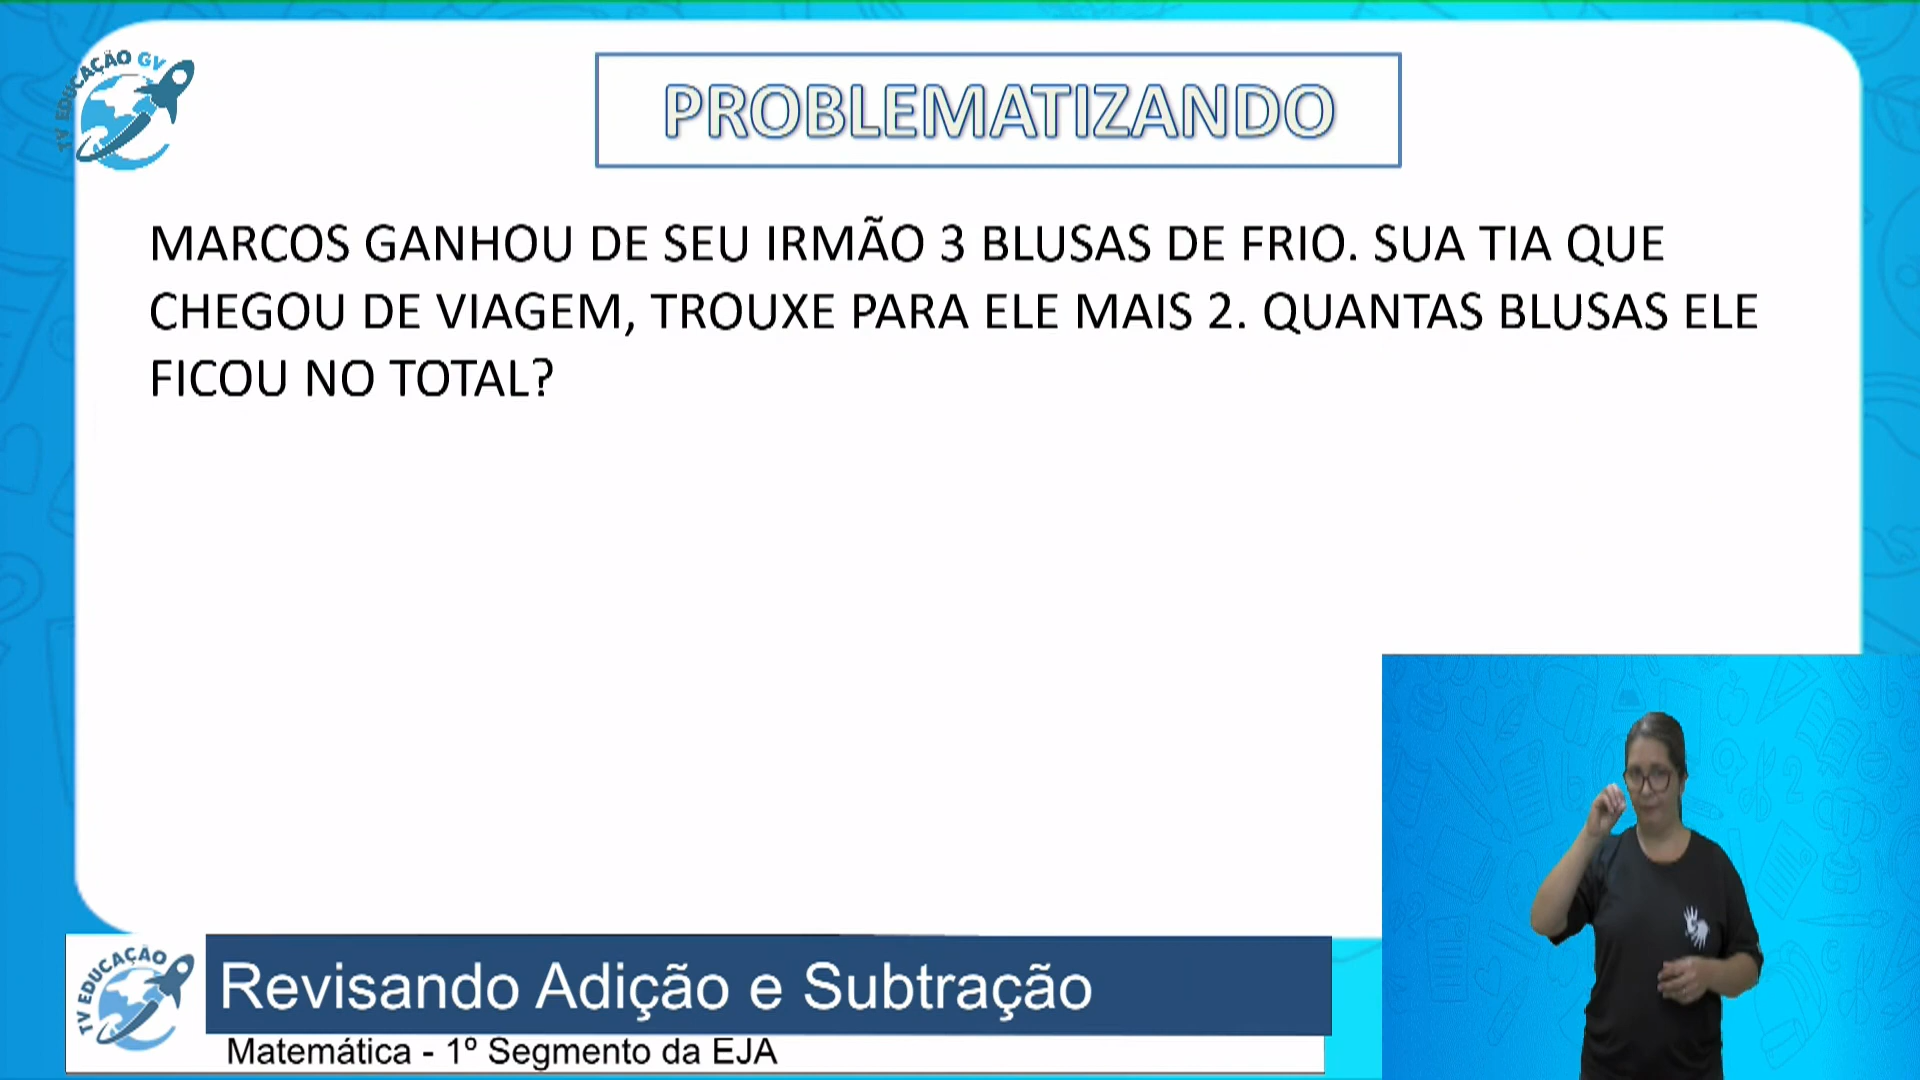 TV EDUCAÇÃO GV
PROBLEMATIZANDO
MARCOS GANHOU DE SEU IRMÃO 3 BLUSAS DE FRIO. SUA TIA QUE
CHEGOU DE VIAGEM, TROUXE PARA ELE MAIS 2. QUANTAS BLUSAS ELE
FICOU NO TOTAL?
TV EDUCAÇÃO
Revisando Adição e Subtração
Matemática - 1º Segmento da EJA